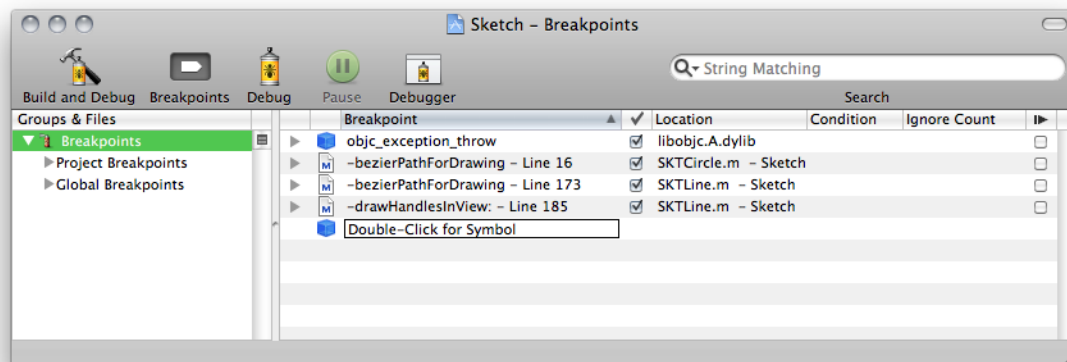 Sketch – Breakpoints
Build and Debug Breakpoints Debug Pause Debugger
String Matching
Search
Groups & Files
Breakpoints
Project Breakpoints
Global Breakpoints
Breakpoint Location Condition Ignore Count
objc_exception_throw libobjc.A.dylib
-bezierPathForDrawing – Line 16 SKTCircle.m – Sketch
-bezierPathForDrawing – Line 173 SKTLine.m – Sketch
-drawHandlesInView: – Line 185 SKTLine.m – Sketch
Double-Click for Symbol